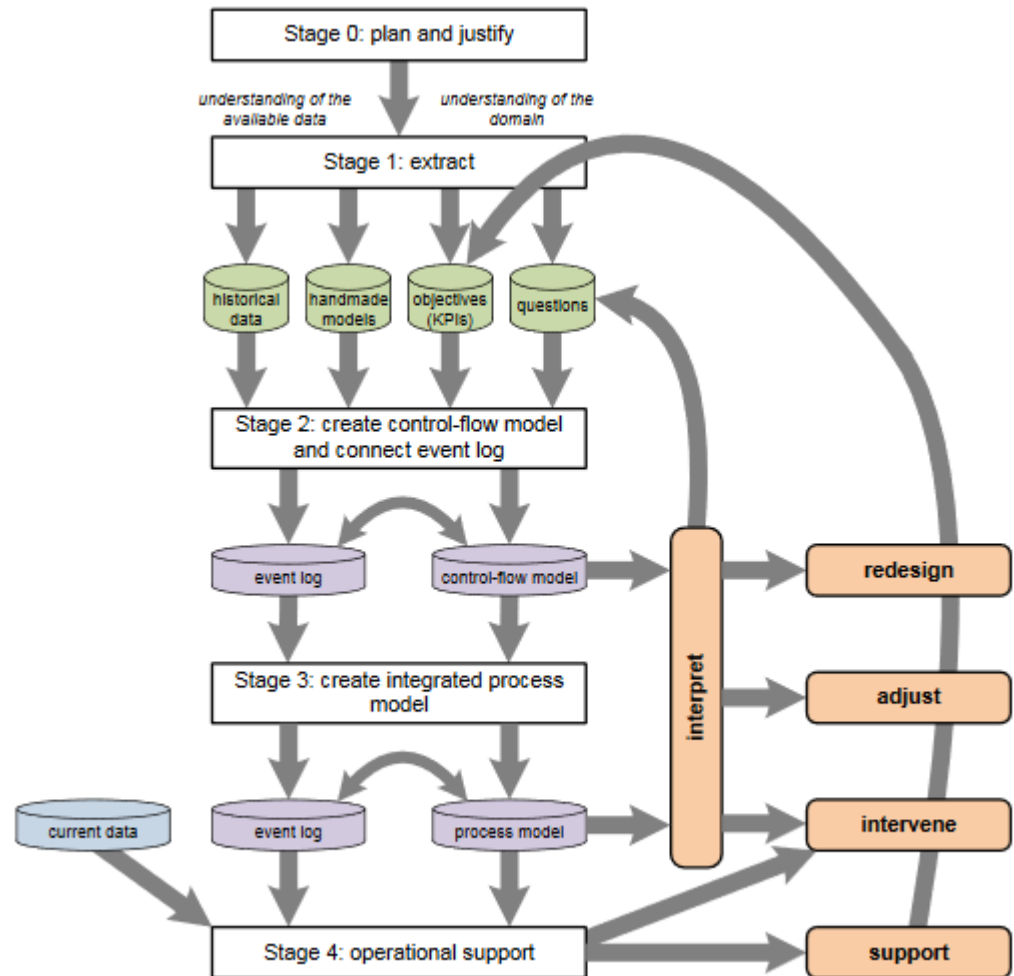 Stage 0: plan and justify
understanding of the
available data
understanding of the
domain
Stage 1: extract
historical
data
handmade
models
objectives
(KPIs)
questions
Stage 2: create control-flow model
and connect event log
event log
control-flow model
redesign
interpret
Stage 3: create integrated process
model
adjust
current data
event log
process model
intervene
Stage 4: operational support
support